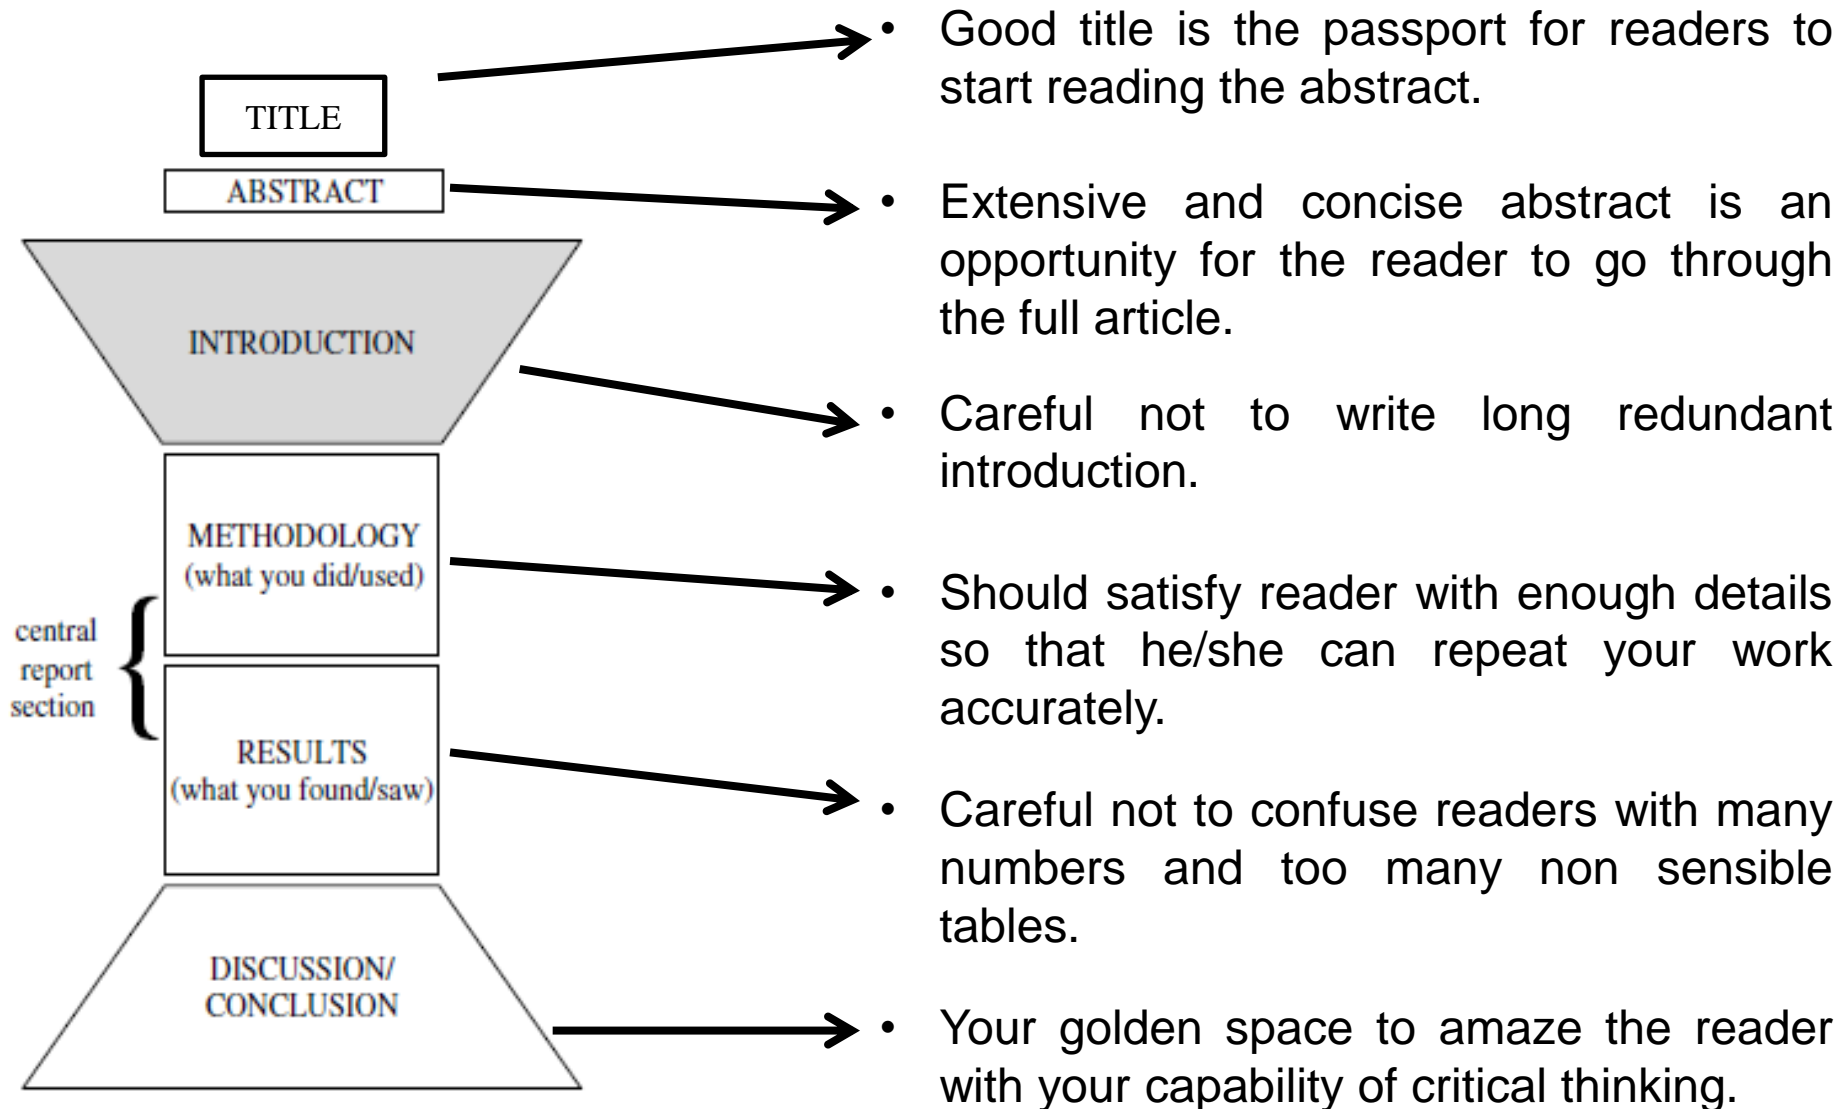 TITLE
ABSTRACT
INTRODUCTION
METHODOLOGY
(what you did/used)
central
report
section
RESULTS
(what you found/saw)
DISCUSSION/
CONCLUSION
• Good title is the passport for readers to
start reading the abstract.
• Extensive and concise abstract is an
opportunity for the reader to go through
the full article.
• Careful not to write long redundant
introduction.
• Should satisfy reader with enough details
so that he/she can repeat your work
accurately.
• Careful not to confuse readers with many
numbers and too many non sensible
tables.
• Your golden space to amaze the reader
with your capability of critical thinking.